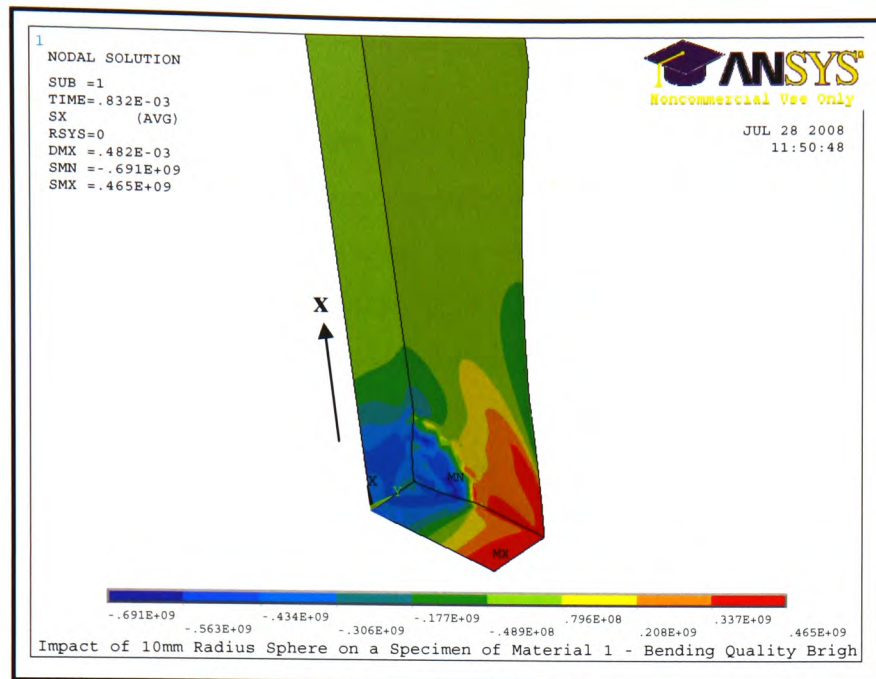 1
NODAL SOLUTION
SUB =1
TIME=.832E-03
SX (AVG)
RSYS=0
DMX =.482E-03
SMN =-.691E+09
SMX =.465E+09
ANSYS
Noncommercial Use Only
JUL 28 2008
11:50:48
X
X
Y
MN
MX
-.691E+09
-.563E+09
-.434E+09
-.306E+09
-.177E+09
-.489E+08
.796E+08
.208E+09
.337E+09
.465E+09
Impact of 10mm Radius Sphere on a Specimen of Material 1 - Bending Quality Brigh